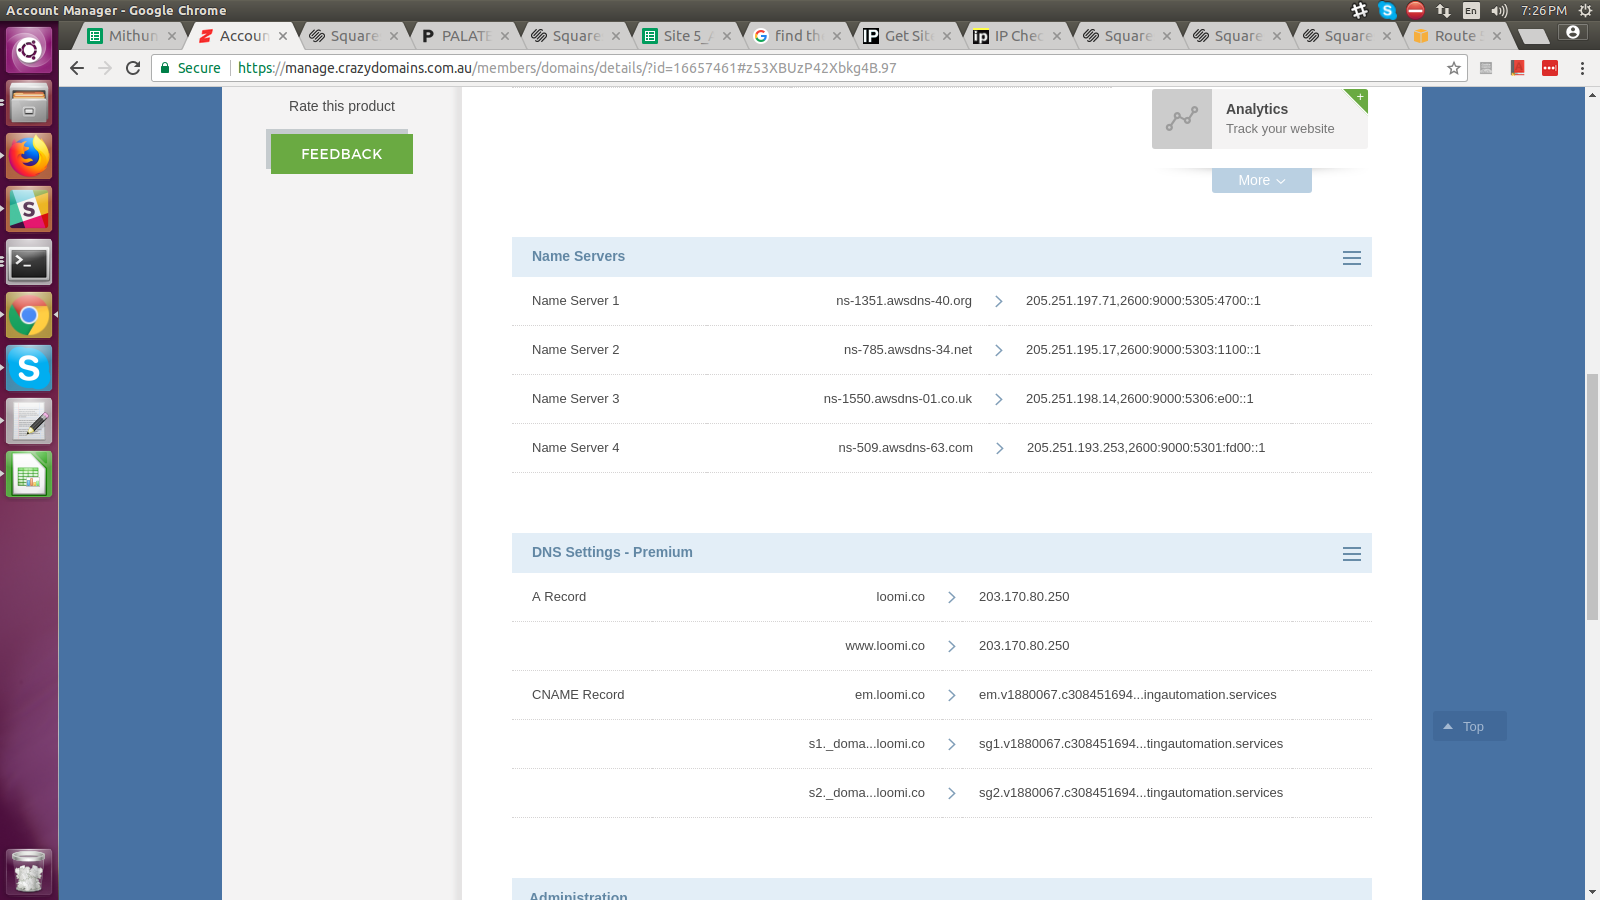 Account Manager - Google Chrome
En
7:26 PM
Mithun
Accoun
Square
PALATE
Square
Site 5_A
find the
Get Site
IP Chec
Square
Square
Square
Route 5
Secure
https://manage.crazydomains.com.au/members/domains/details/?id=16657461#z53XBUzP42Xbkg4B.97
Rate this product
FEEDBACK
Analytics
Track your website
More
Name Servers
Name Server 1 ns-1351.awsdns-40.org 205.251.197.71,2600:9000:5305:4700::1
Name Server 2 ns-785.awsdns-34.net 205.251.195.17,2600:9000:5303:1100::1
Name Server 3 ns-1550.awsdns-01.co.uk 205.251.198.14,2600:9000:5306:e00::1
Name Server 4 ns-509.awsdns-63.com 205.251.193.253,2600:9000:5301:fd00::1
DNS Settings - Premium
A Record loomi.co 203.170.80.250
www.loomi.co 203.170.80.250
CNAME Record em.loomi.co em.v1880067.c308451694...ingautomation.services
s1._doma...loomi.co sg1.v1880067.c308451694...tingautomation.services
s2._doma...loomi.co sg2.v1880067.c308451694...tingautomation.services
Top
Administration